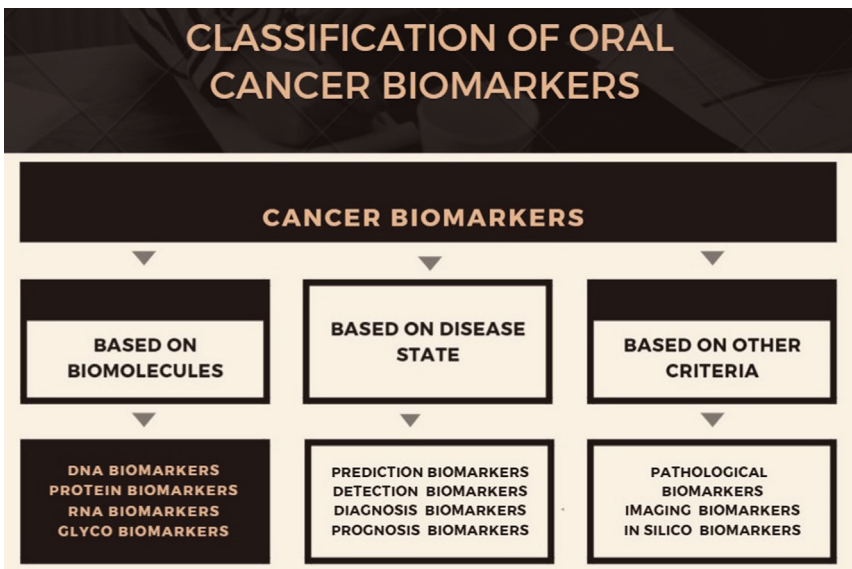 CLASSIFICATION OF ORAL
CANCER BIOMARKERS
CANCER BIOMARKERS
BASED ON
BIOMOLECULES
BASED ON DISEASE
STATE
BASED ON OTHER
CRITERIA
DNA BIOMARKERS
PROTEIN BIOMARKERS
RNA BIOMARKERS
GLYCO BIOMARKERS
PREDICTION BIOMARKERS
DETECTION BIOMARKERS
DIAGNOSIS BIOMARKERS
PROGNOSIS BIOMARKERS
PATHOLOGICAL
BIOMARKERS
IMAGING BIOMARKERS
IN SILICO BIOMARKERS